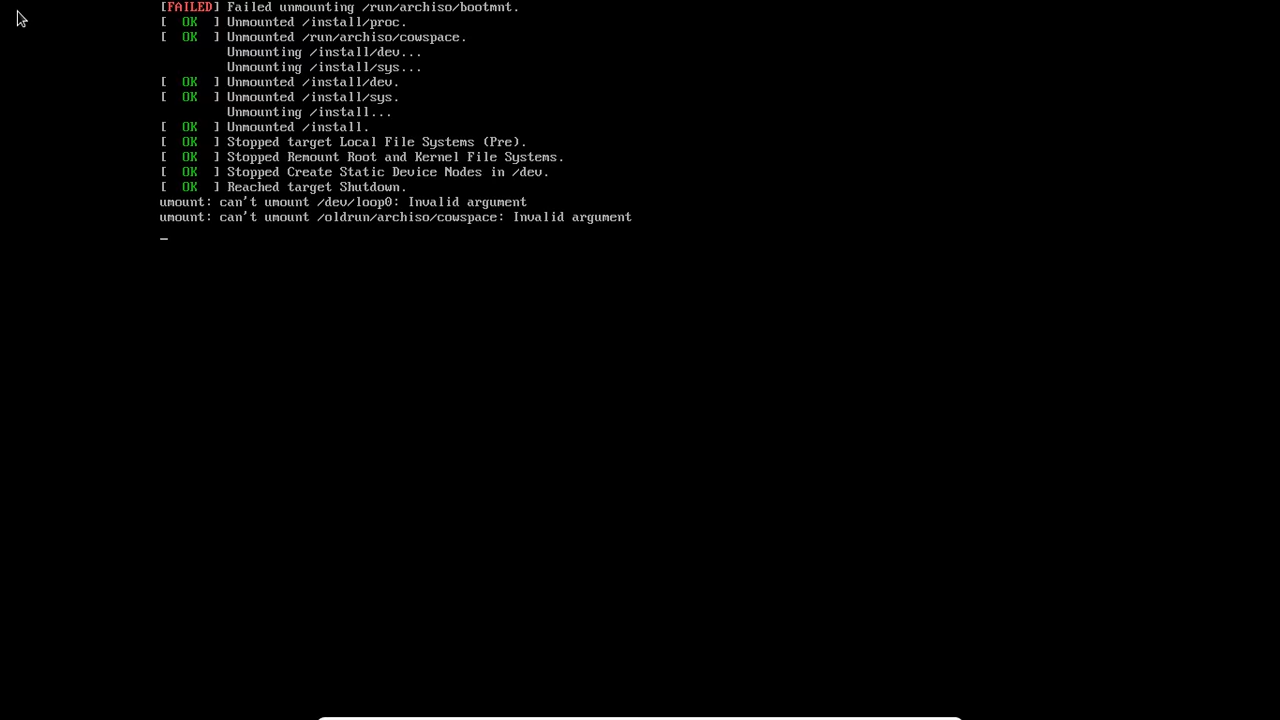 [FAILED] Failed unmounting /run/archiso/bootmnt.
[  OK  ] Unmounted /install/proc.
[  OK  ] Unmounted /run/archiso/cowspace.
         Unmounting /install/dev...
         Unmounting /install/sys...
[  OK  ] Unmounted /install/dev.
[  OK  ] Unmounted /install/sys.
         Unmounting /install...
[  OK  ] Unmounted /install.
[  OK  ] Stopped target Local File Systems (Pre).
[  OK  ] Stopped Remount Root and Kernel File Systems.
[  OK  ] Stopped Create Static Device Nodes in /dev.
[  OK  ] Reached target Shutdown.
umount: can't umount /dev/loop0: Invalid argument
umount: can't umount /oldrun/archiso/cowspace: Invalid argument
_